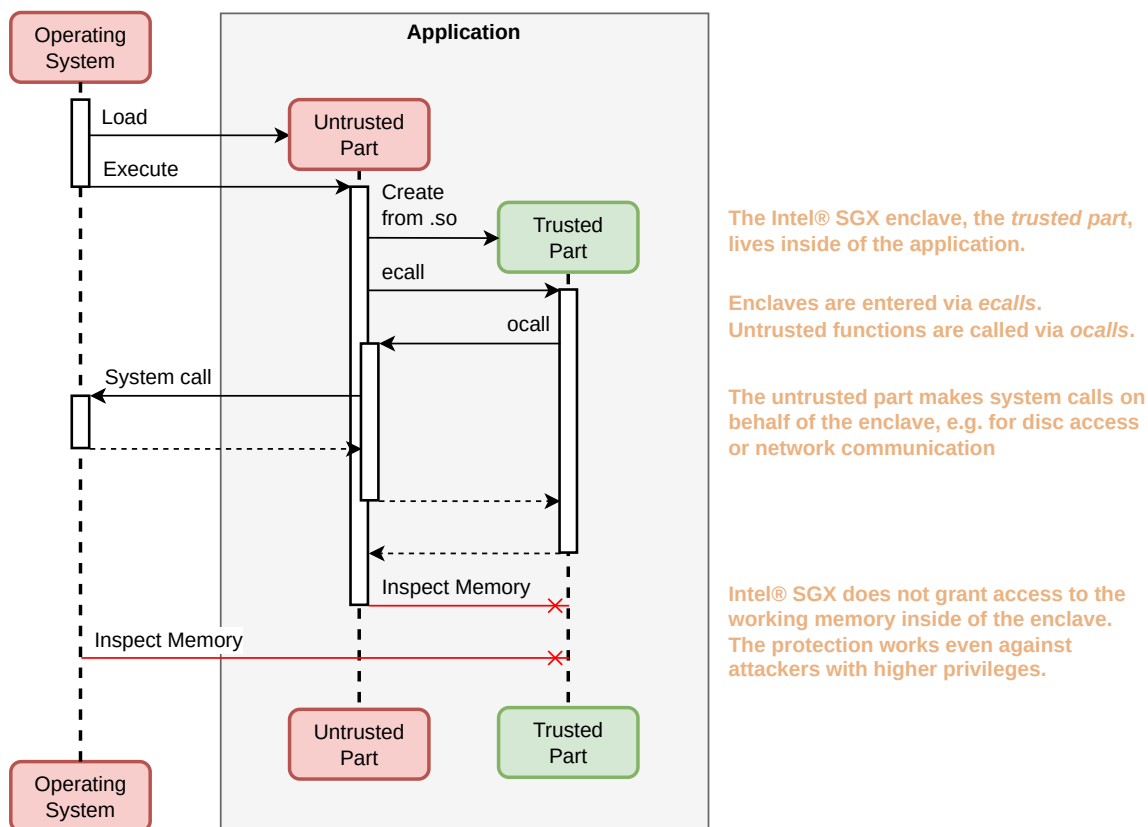 Operating
System
Application
Load
Untrusted
Part
Execute
Create
from .so
Trusted
Part
The Intel® SGX enclave, the trusted part,
lives inside of the application.
ecall
Enclaves are entered via ecalls.
Untrusted functions are called via ocalls.
ocall
System call
The untrusted part makes system calls on
behalf of the enclave, e.g. for disc access
or network communication
Inspect Memory
Intel® SGX does not grant access to the
working memory inside of the enclave.
The protection works even against
attackers with higher privileges.
Inspect Memory
Untrusted
Part
Trusted
Part
Operating
System